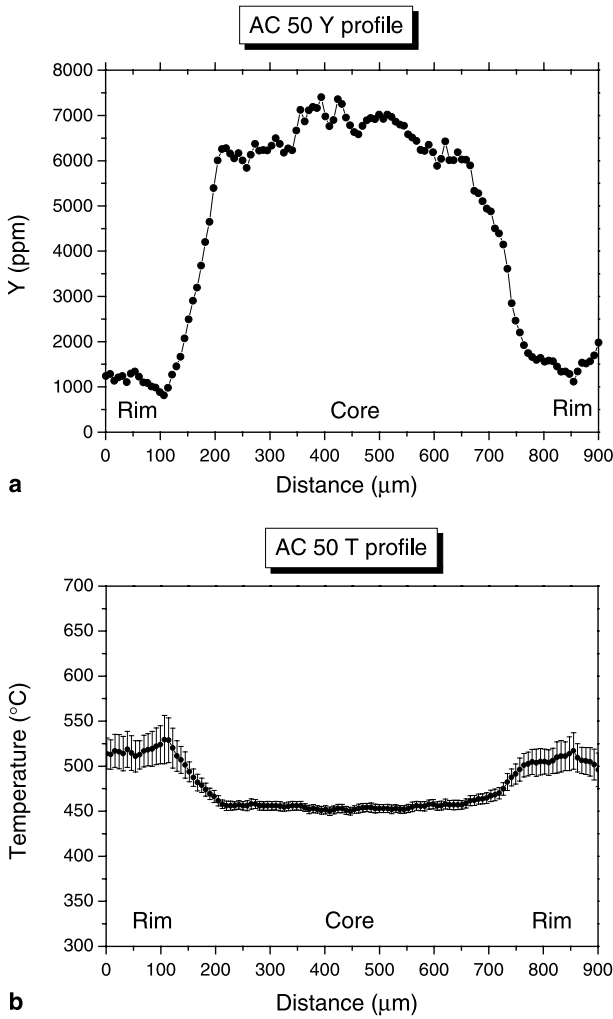 AC 50 Y profile
8000
7000
6000
5000
4000
3000
2000
1000
0
Y (ppm)
Rim
Core
Rim
0 100 200 300 400 500 600 700 800 900
a
Distance (μm)
AC 50 T profile
700
650
600
550
500
450
400
350
300
Temperature (°C)
Rim
Core
Rim
0 100 200 300 400 500 600 700 800 900
b
Distance (μm)